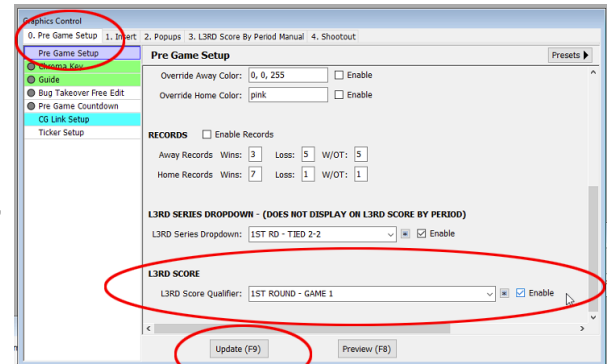 Graphics Control
0. Pre Game Setup 1. Insert 2. Popups 3. L3RD Score By Period Manual 4. Shootout
Pre Game Setup
Chroma Key
Guide
Bug Takeover Free Edit
Pre Game Countdown
CG Link Setup
Ticker Setup
Pre Game Setup Presets
Override Away Color: 0, 0, 255 Enable
Override Home Color: pink Enable
RECORDS Enable Records
Away Records Wins: 3 Loss: 5 W/OT: 5
Home Records Wins: 7 Loss: 1 W/OT: 1
L3RD SERIES DROPDOWN - (DOES NOT DISPLAY ON L3RD SCORE BY PERIOD)
L3RD Series Dropdown: 1ST RD - TIED 2-2 Enable
L3RD SCORE
L3RD Score Qualifier: 1ST ROUND - GAME 1 Enable
Update (F9) Preview (F8)